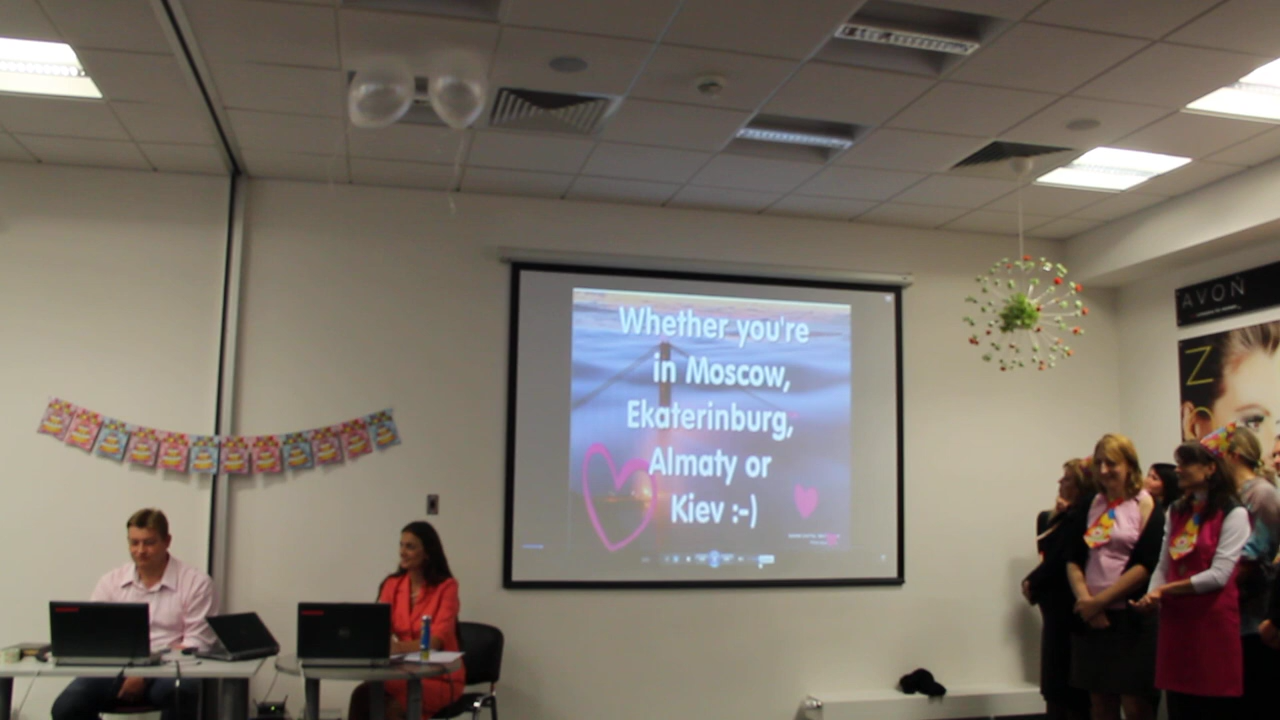 Whether you're
in Moscow,
Ekaterinburg,
Almaty or
Kiev :-)
AVON
Z